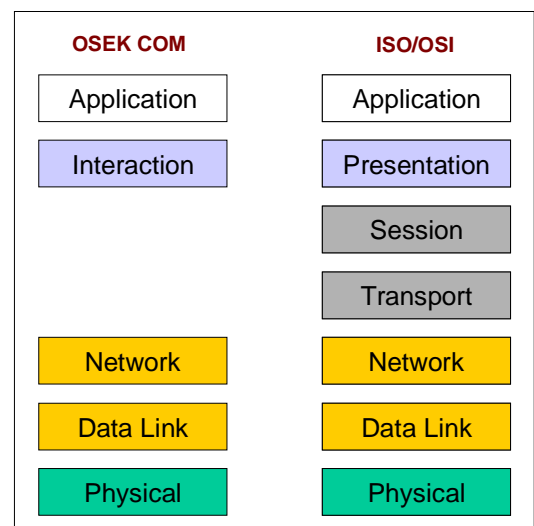 OSEK COM ISO/OSI
Application Application
Interaction Presentation
Session
Transport
Network Network
Data Link Data Link
Physical Physical